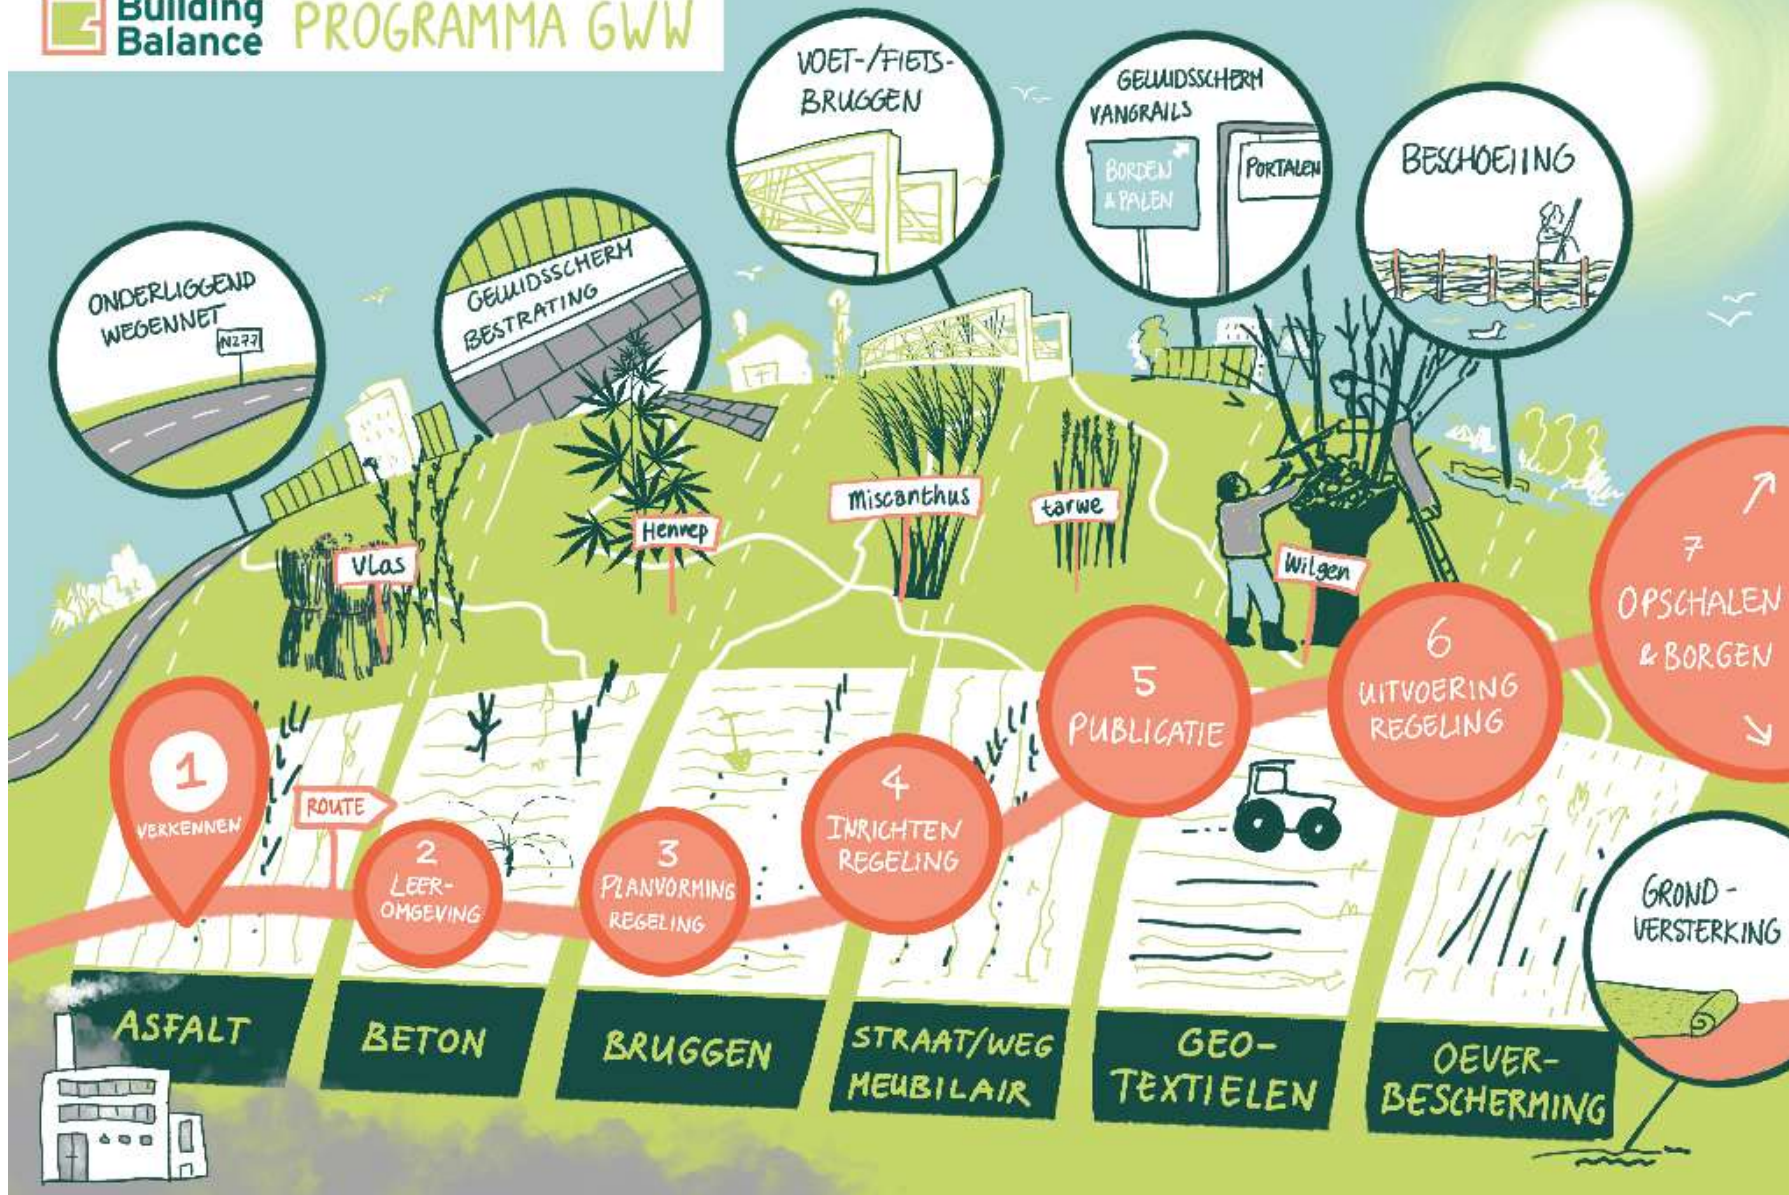 Building
Balance
PROGRAMMA GWW
VOET-/FIETS-
BRUGGEN
GELUIDSSCHERM
VANGRAILS
BORDEN
& PALEN
PORTALEN
BESCHOEIING
ONDERLIGGEND
WEGENNET
N277
GELUIDSSCHERM
BESTRATING
Vlas
Hennep
Miscanthus
tarwe
Wilgen
1
VERKENNEN
ROUTE
2
LEER-
OMGEVING
3
PLANVORMING
REGELING
4
INRICHTEN
REGELING
5
PUBLICATIE
6
UITVOERING
REGELING
7
OPSCHALEN
& BORGEN
GROND-
VERSTERKING
ASFALT
BETON
BRUGGEN
STRAAT/WEG
MEUBILAIR
GEO-
TEXTIELEN
OEVER-
BESCHERMING